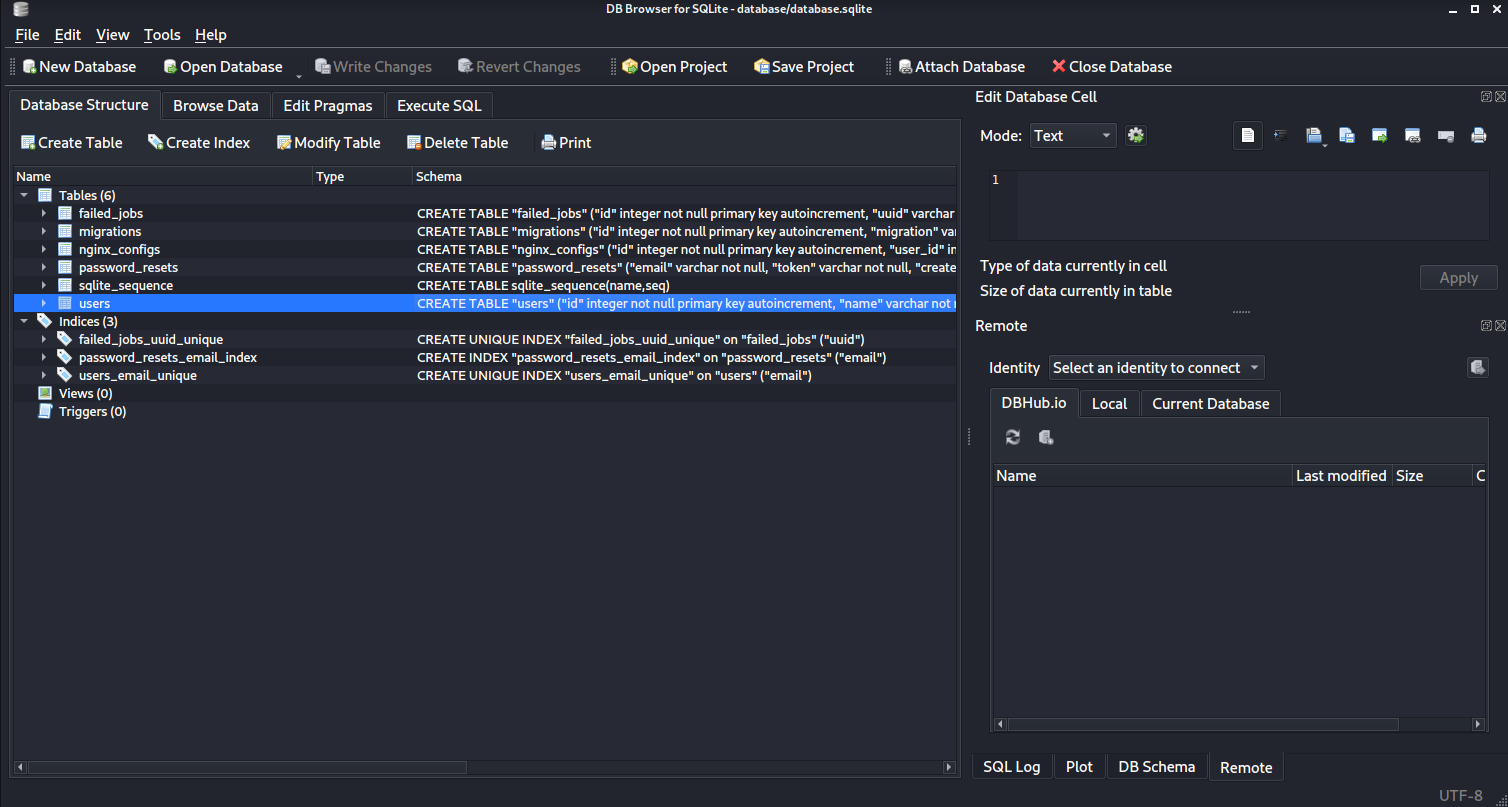 DB Browser for SQLite - database/database.sqlite
File Edit View Tools Help
New Database Open Database Write Changes Revert Changes Open Project Save Project Attach Database Close Database
Database Structure Browse Data Edit Pragmas Execute SQL
Create Table Create Index Modify Table Delete Table Print
Name Type Schema
Tables (6)
failed_jobs CREATE TABLE "failed_jobs" ("id" integer not null primary key autoincrement, "uuid" varchar
migrations CREATE TABLE "migrations" ("id" integer not null primary key autoincrement, "migration" va
nginx_configs CREATE TABLE "nginx_configs" ("id" integer not null primary key autoincrement, "user_id" in
password_resets CREATE TABLE "password_resets" ("email" varchar not null, "token" varchar not null, "create
sqlite_sequence CREATE TABLE sqlite_sequence(name,seq)
users CREATE TABLE "users" ("id" integer not null primary key autoincrement, "name" varchar not
Indices (3)
failed_jobs_uuid_unique CREATE UNIQUE INDEX "failed_jobs_uuid_unique" on "failed_jobs" ("uuid")
password_resets_email_index CREATE INDEX "password_resets_email_index" on "password_resets" ("email")
users_email_unique CREATE UNIQUE INDEX "users_email_unique" on "users" ("email")
Views (0)
Triggers (0)
Edit Database Cell
Mode: Text
1
Type of data currently in cell
Size of data currently in table
Apply
Remote
Identity Select an identity to connect
DBHub.io Local Current Database
Name Last modified Size C
SQL Log Plot DB Schema Remote
UTF-8